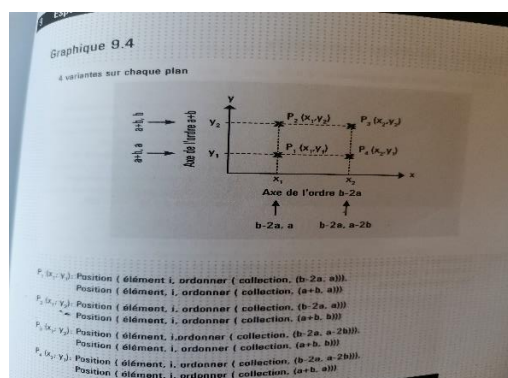 Graphique 9.4
4 variantes sur chaque plan
a+b, b
a+b, a
Axe de l'ordre a+b
y
y₂
y₁
P₂ (x₁,y₂)
P₃ (x₂,y₂)
P₁ (x₁,y₁)
P₄ (x₂,y₁)
x₁
x₂
x
Axe de l'ordre b-2a
b-2a, a
b-2a, a-2b
P₁ (x₁, y₁): Position ( élément i, ordonner ( collection, (b-2a, a))).
Position ( élément, i, ordonner ( collection, (a+b, a)))
P₂ (x₁, y₂): Position ( élément, i, ordonner ( collection, (b-2a, a)))
Position ( élément, i, ordonner ( collection, (a+b, b)))
Position ( élément, i.ordonner ( collection, (b-2a, a-2b))).
Position ( élément, i, ordonner ( collection, (a+b, b)))
P₄ (x₂, y₁): Position ( élément, i, ordonner ( collection, (b-2a, a-2b))).
Position ( élément, i, ordonner ( collection, (a+b, a)))